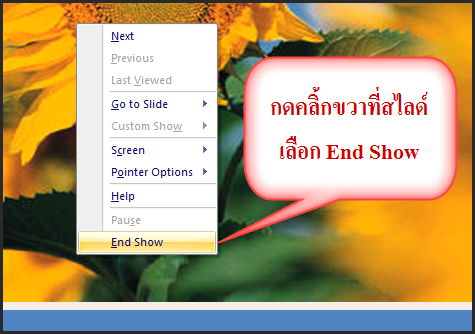 Next
Previous
Last Viewed
Go to Slide
Custom Show
Screen
Pointer Options
Help
Pause
End Show
กดคลิ้กขวาที่สไลด์
เลือก End Show